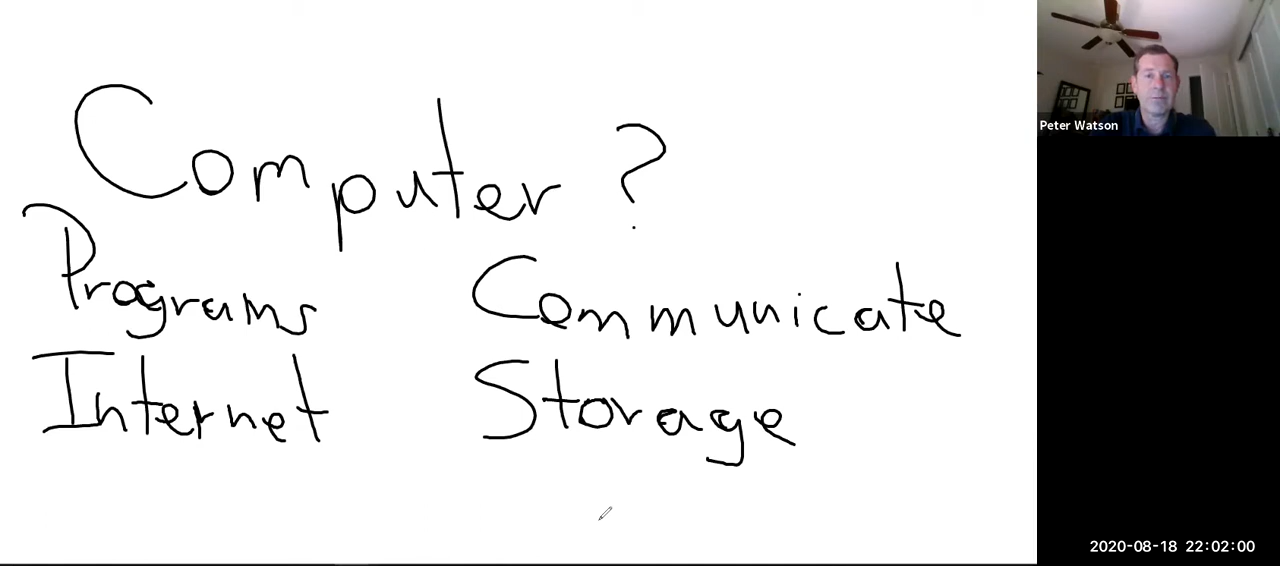 Computer ?
Programs Communicate
Internet Storage
Peter Watson
2020-08-18 22:02:00